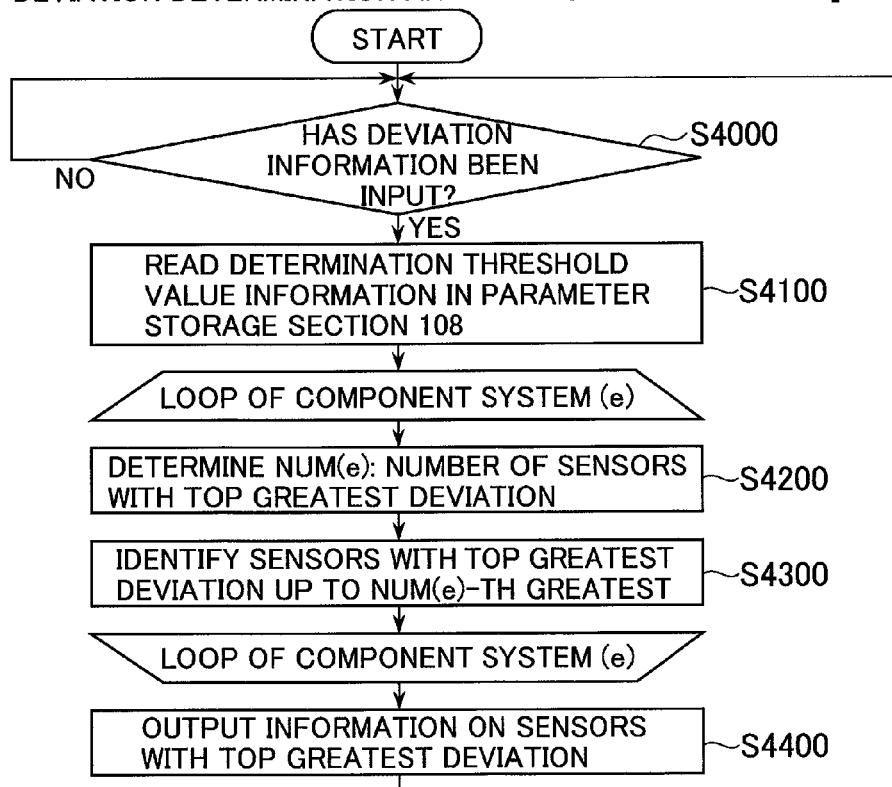 START
HAS DEVIATION
INFORMATION BEEN
INPUT?
S4000
NO
YES
READ DETERMINATION THRESHOLD
VALUE INFORMATION IN PARAMETER
STORAGE SECTION 108
S4100
LOOP OF COMPONENT SYSTEM (e)
DETERMINE NUM(e): NUMBER OF SENSORS
WITH TOP GREATEST DEVIATION
S4200
IDENTIFY SENSORS WITH TOP GREATEST
DEVIATION UP TO NUM(e)-TH GREATEST
S4300
LOOP OF COMPONENT SYSTEM (e)
OUTPUT INFORMATION ON SENSORS
WITH TOP GREATEST DEVIATION
S4400